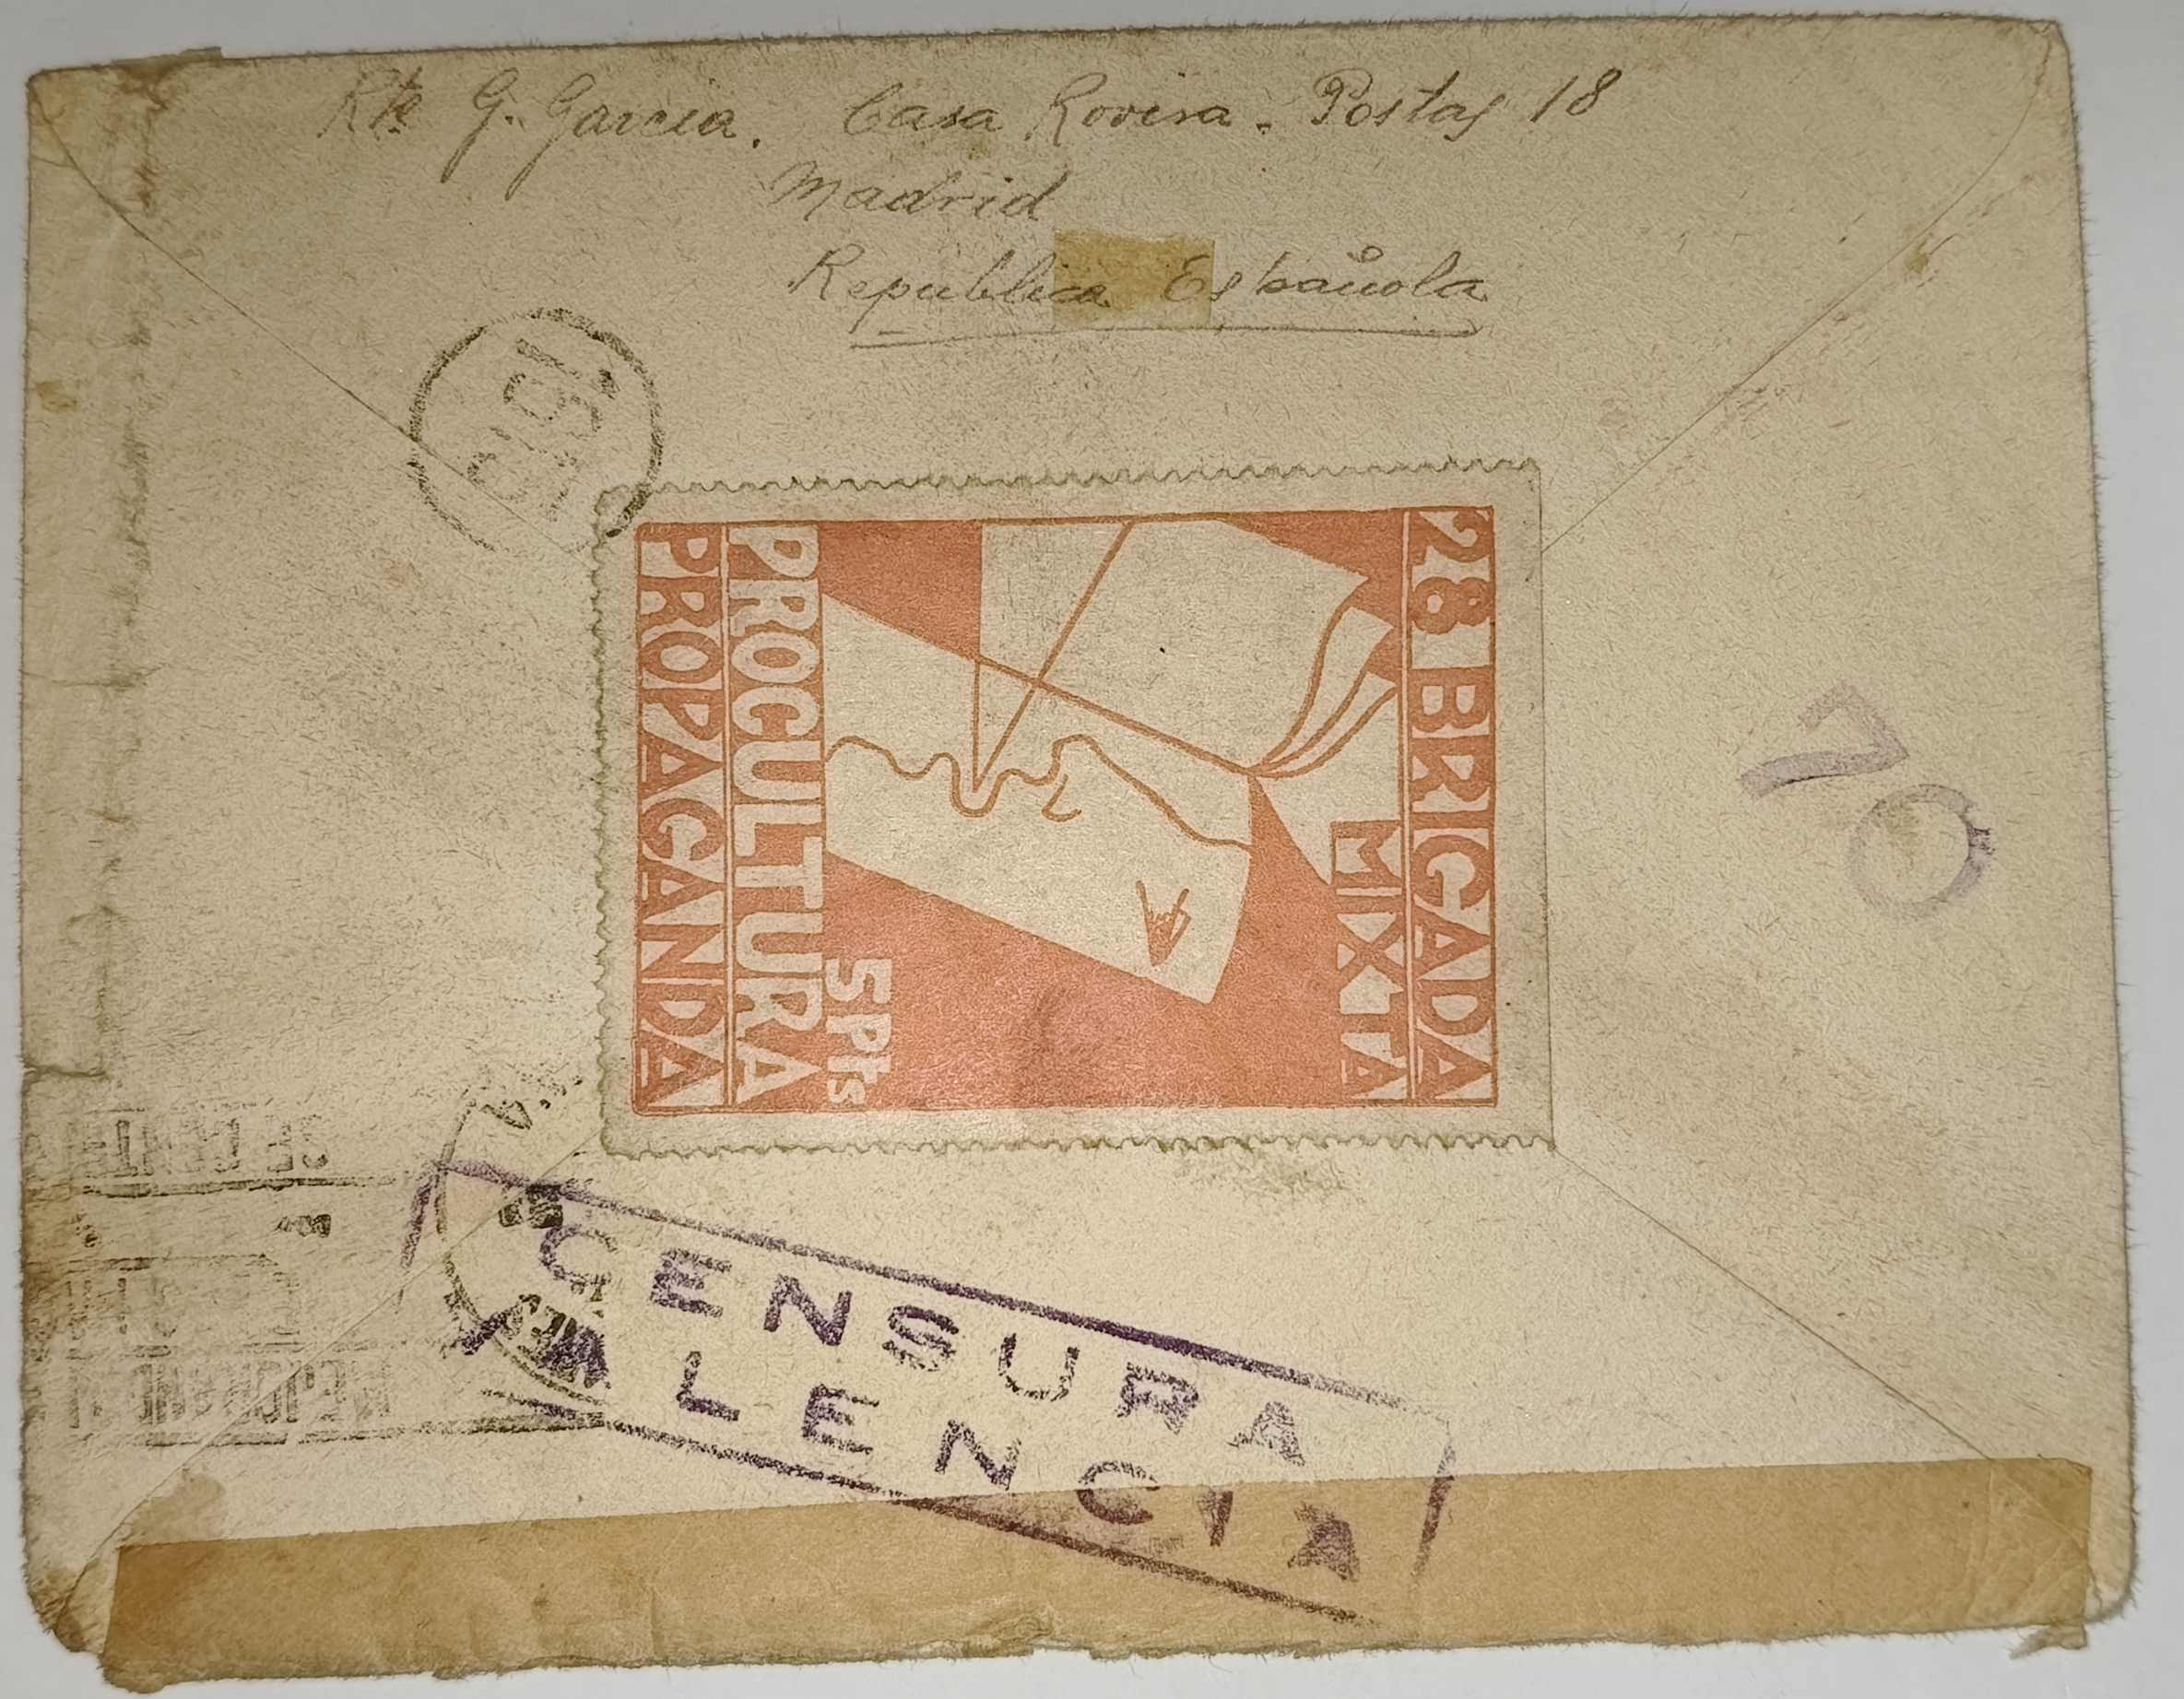 Rte G. Garcia. Casa Rovira - Postas 18
Madrid
Republica Española
28 BRIGADA
MIXTA
5 Pts
PROCULTURA
PROPAGANDA
70
CENSURA
VALENCIA